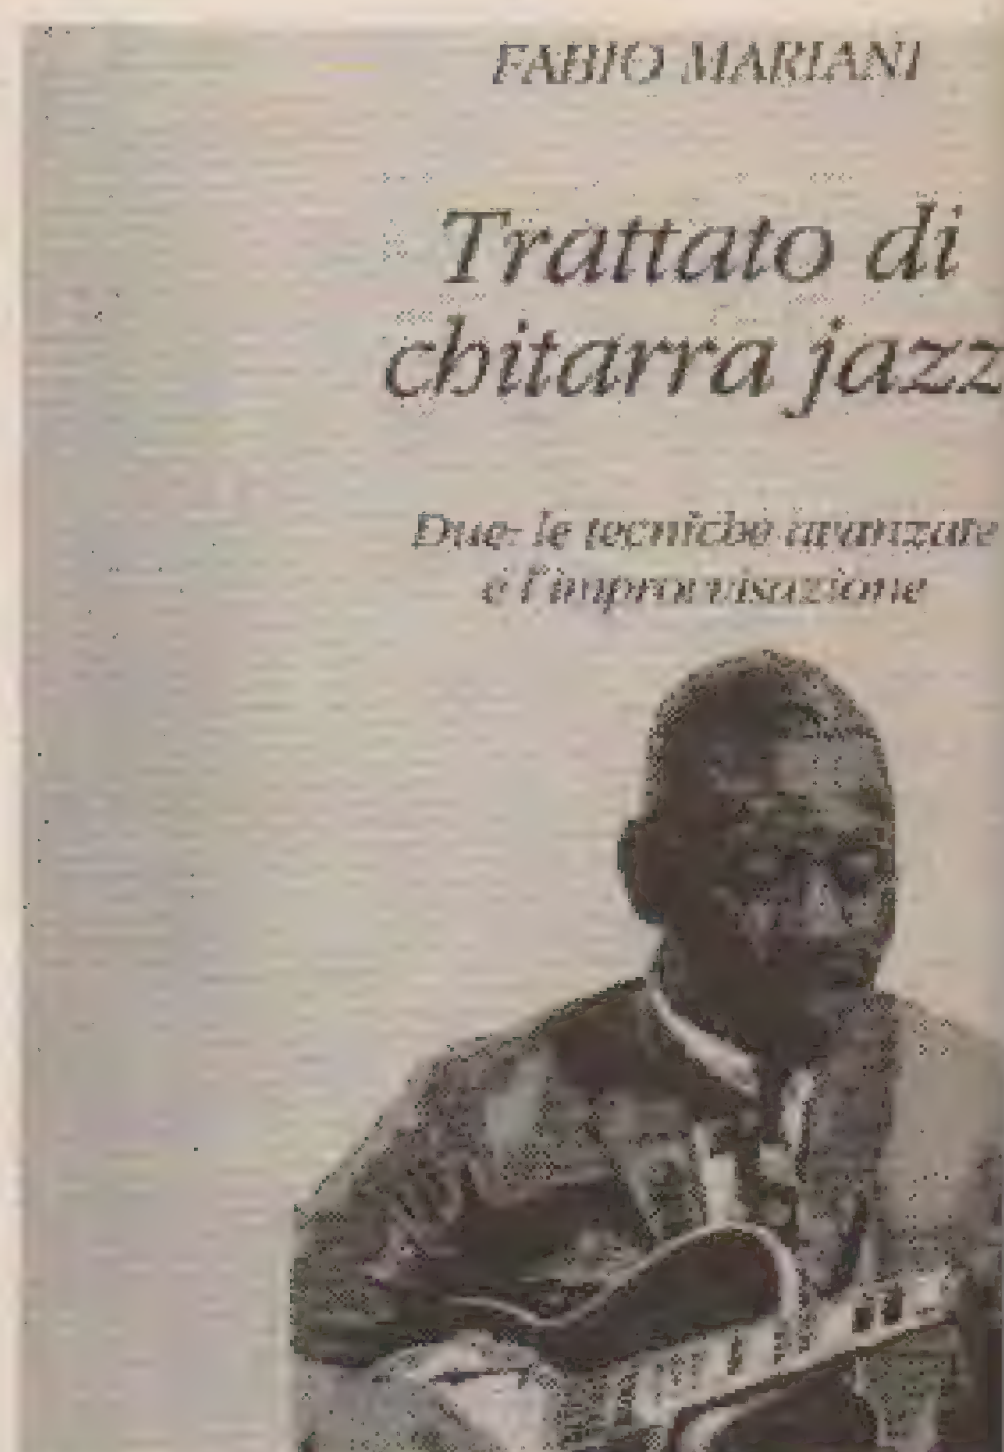 FABIO MARIANI
Trattato di
chitarra jazz
Due: le tecniche avanzate
e l'improvvisazione